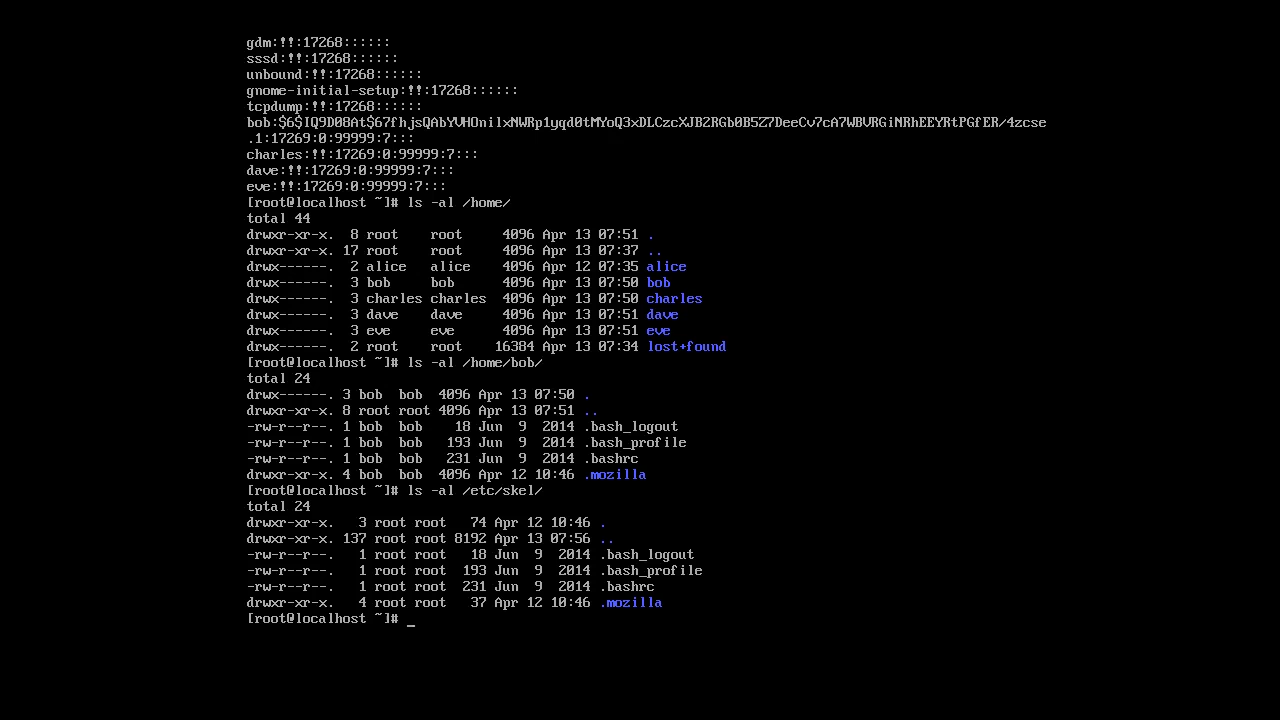 gdm:!!:17268::::::
sssd:!!:17268::::::
unbound:!!:17268::::::
gnome-initial-setup:!!:17268::::::
tcpdump:!!:17268::::::
bob:$6$IQ9D08At$67fhjsQAbYVHOnilxNWRp1yqd0tMYoQ3xDLCzcXJB2RGb0B5Z7DeeCv7cA7WBVRGiNRhEEYRtPGfER/4zcse
.1:17269:0:99999:7:::
charles:!!:17269:0:99999:7:::
dave:!!:17269:0:99999:7:::
eve:!!:17269:0:99999:7:::
[root@localhost ~]# ls -al /home/
total 44
drwxr-xr-x.  8 root    root     4096 Apr 13 07:51 .
drwxr-xr-x. 17 root    root     4096 Apr 13 07:37 ..
drwx------.  2 alice   alice    4096 Apr 12 07:35 alice
drwx------.  3 bob     bob      4096 Apr 13 07:50 bob
drwx------.  3 charles charles  4096 Apr 13 07:50 charles
drwx------.  3 dave    dave     4096 Apr 13 07:51 dave
drwx------.  3 eve     eve      4096 Apr 13 07:51 eve
drwx------.  2 root    root    16384 Apr 13 07:34 lost+found
[root@localhost ~]# ls -al /home/bob/
total 24
drwx------. 3 bob  bob  4096 Apr 13 07:50 .
drwxr-xr-x. 8 root root 4096 Apr 13 07:51 ..
-rw-r--r--. 1 bob  bob    18 Jun  9  2014 .bash_logout
-rw-r--r--. 1 bob  bob   193 Jun  9  2014 .bash_profile
-rw-r--r--. 1 bob  bob   231 Jun  9  2014 .bashrc
drwxr-xr-x. 4 bob  bob  4096 Apr 12 10:46 .mozilla
[root@localhost ~]# ls -al /etc/skel/
total 24
drwxr-xr-x.   3 root root   74 Apr 12 10:46 .
drwxr-xr-x. 137 root root 8192 Apr 13 07:56 ..
-rw-r--r--.   1 root root   18 Jun  9  2014 .bash_logout
-rw-r--r--.   1 root root  193 Jun  9  2014 .bash_profile
-rw-r--r--.   1 root root  231 Jun  9  2014 .bashrc
drwxr-xr-x.   4 root root   37 Apr 12 10:46 .mozilla
[root@localhost ~]# _